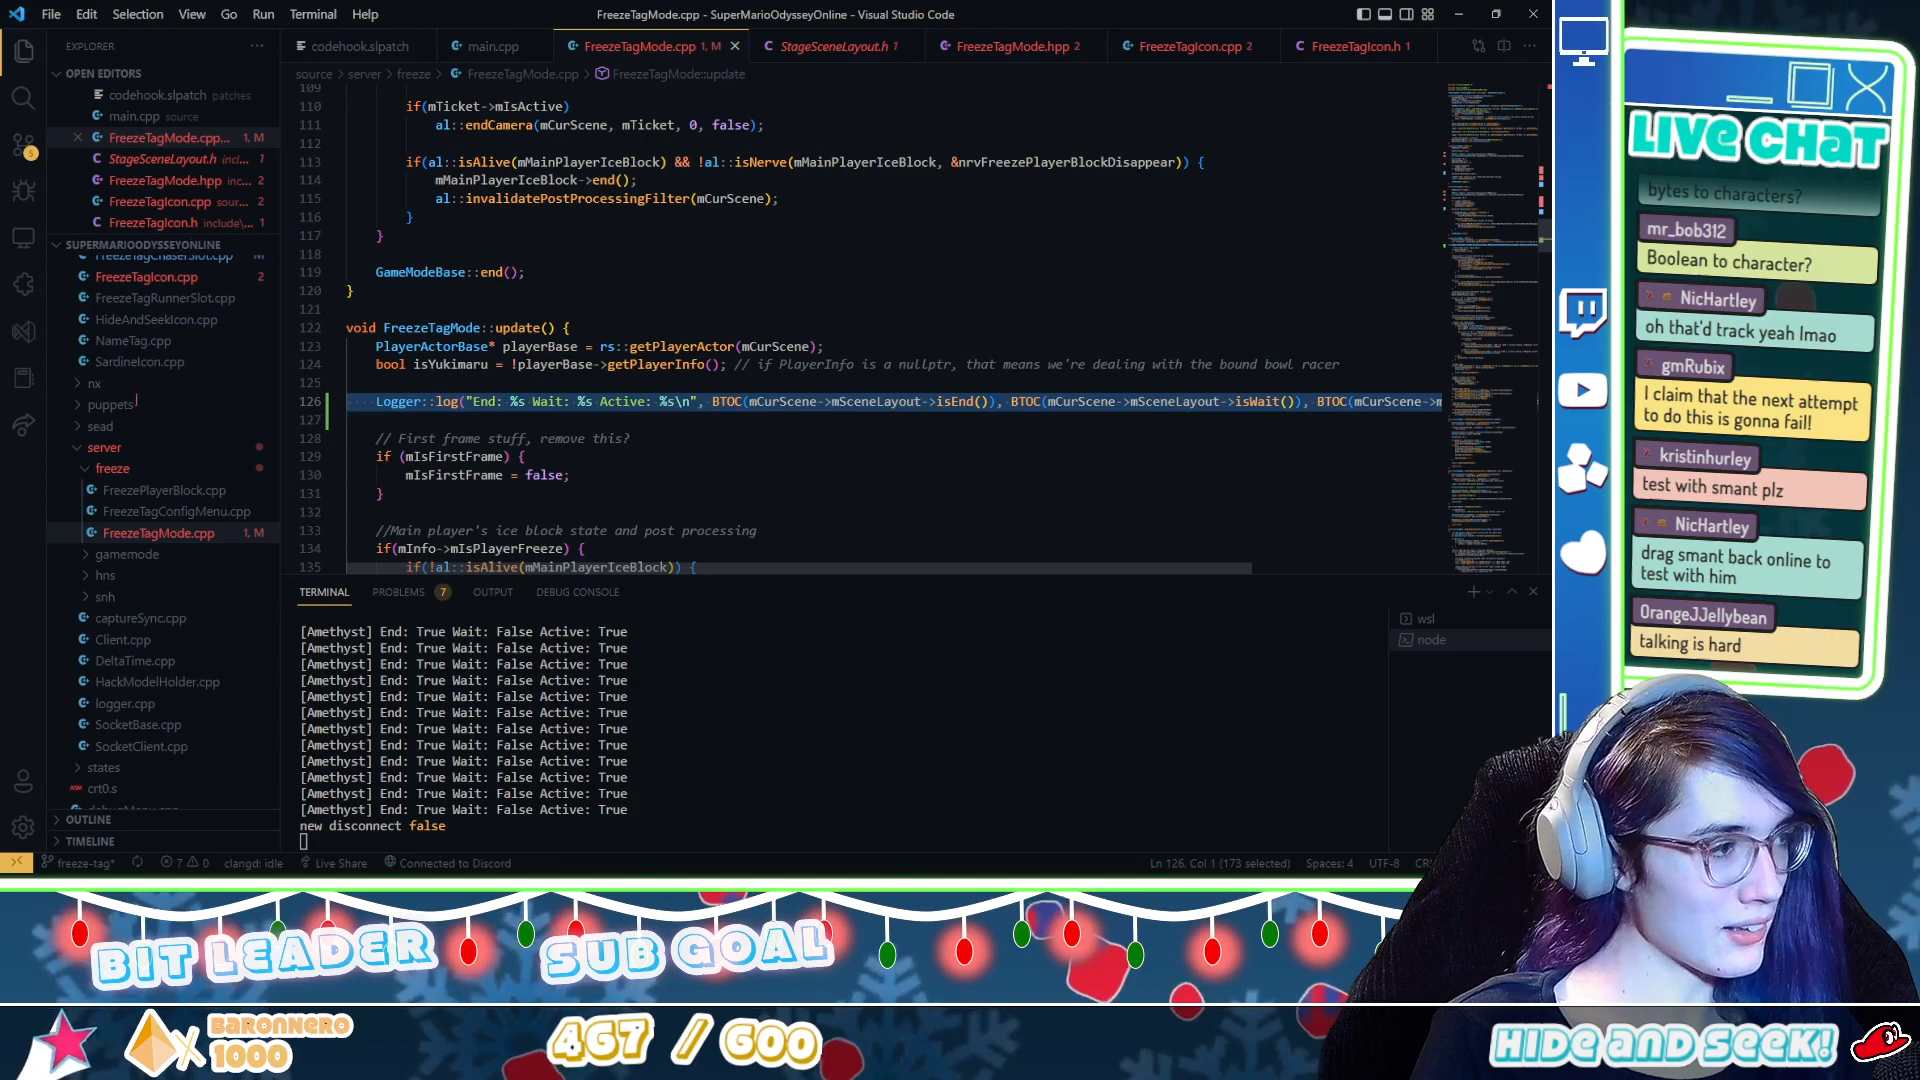 File Edit Selection View Go Run Terminal Help
FreezeTagMode.cpp - SuperMarioOdysseyOnline - Visual Studio Code
EXPLORER
OPEN EDITORS
codehook.slpatch patches
main.cpp source
FreezeTagMode.cpp... 1, M
StageSceneLayout.h incl... 1
FreezeTagMode.hpp inc... 2
FreezeTagIcon.cpp sour... 2
FreezeTagIcon.h include\... 1
SUPERMARIOODYSSEYONLINE
FreezeTagChaserSlot.cpp M
FreezeTagIcon.cpp 2
FreezeTagRunnerSlot.cpp
HideAndSeekIcon.cpp
NameTag.cpp
SardineIcon.cpp
nx
puppets
sead
server
freeze
FreezePlayerBlock.cpp
FreezeTagConfigMenu.cpp
FreezeTagMode.cpp 1, M
gamemode
hns
snh
captureSync.cpp
Client.cpp
DeltaTime.cpp
HackModelHolder.cpp
logger.cpp
SocketBase.cpp
SocketClient.cpp
states
crt0.s
OUTLINE
TIMELINE
codehook.slpatch main.cpp FreezeTagMode.cpp 1, M StageSceneLayout.h 1 FreezeTagMode.hpp 2 FreezeTagIcon.cpp 2 FreezeTagIcon.h 1
source > server > freeze > FreezeTagMode.cpp > FreezeTagMode::update
109
110 if(mTicket->mIsActive)
111 al::endCamera(mCurScene, mTicket, 0, false);
112
113 if(al::isAlive(mMainPlayerIceBlock) && !al::isNerve(mMainPlayerIceBlock, &nrvFreezePlayerBlockDisappear)) {
114 mMainPlayerIceBlock->end();
115 al::invalidatePostProcessingFilter(mCurScene);
116 }
117 }
118
119 GameModeBase::end();
120 }
121
122 void FreezeTagMode::update() {
123 PlayerActorBase* playerBase = rs::getPlayerActor(mCurScene);
124 bool isYukimaru = !playerBase->getPlayerInfo(); // if PlayerInfo is a nullptr, that means we're dealing with the bound bowl racer
125
126 Logger::log("End: %s Wait: %s Active: %s\n", BTOC(mCurScene->mSceneLayout->isEnd()), BTOC(mCurScene->mSceneLayout->isWait()), BTOC(mCurScene->m
127
128 // First frame stuff, remove this?
129 if (mIsFirstFrame) {
130 mIsFirstFrame = false;
131 }
132
133 //Main player's ice block state and post processing
134 if(mInfo->mIsPlayerFreeze) {
135 if(!al::isAlive(mMainPlayerIceBlock)) {
TERMINAL PROBLEMS 7 OUTPUT DEBUG CONSOLE
[Amethyst] End: True Wait: False Active: True
[Amethyst] End: True Wait: False Active: True
[Amethyst] End: True Wait: False Active: True
[Amethyst] End: True Wait: False Active: True
[Amethyst] End: True Wait: False Active: True
[Amethyst] End: True Wait: False Active: True
[Amethyst] End: True Wait: False Active: True
[Amethyst] End: True Wait: False Active: True
[Amethyst] End: True Wait: False Active: True
[Amethyst] End: True Wait: False Active: True
[Amethyst] End: True Wait: False Active: True
[Amethyst] End: True Wait: False Active: True
new disconnect false
wsl
node
5
freeze-tag* 7 0 clangd: idle Live Share Connected to Discord
Ln 126, Col 1 (173 selected) Spaces: 4 UTF-8
LIVE CHAT
bytes to characters?
mr_bob312
Boolean to character?
NicHartley
oh that'd track yeah lmao
gmRubix
I claim that the next attempt
to do this is gonna fail!
kristinhurley
test with smant plz
NicHartley
drag smant back online to
test with him
OrangeJJellybean
talking is hard
BIT LEADER
SUB GOAL
BARONNERO
X 1000
467 / 600
HIDE AND SEEK!